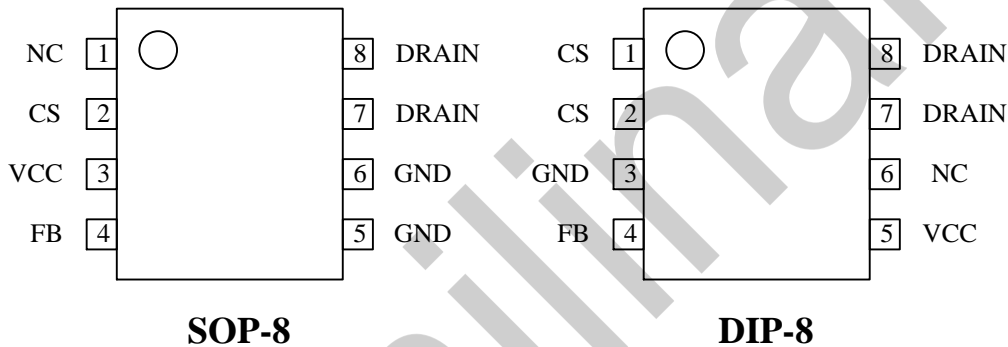 NC 1 8 DRAIN
CS 2 7 DRAIN
VCC 3 6 GND
FB 4 5 GND
SOP-8
CS 1 8 DRAIN
CS 2 7 DRAIN
GND 3 6 NC
FB 4 5 VCC
DIP-8